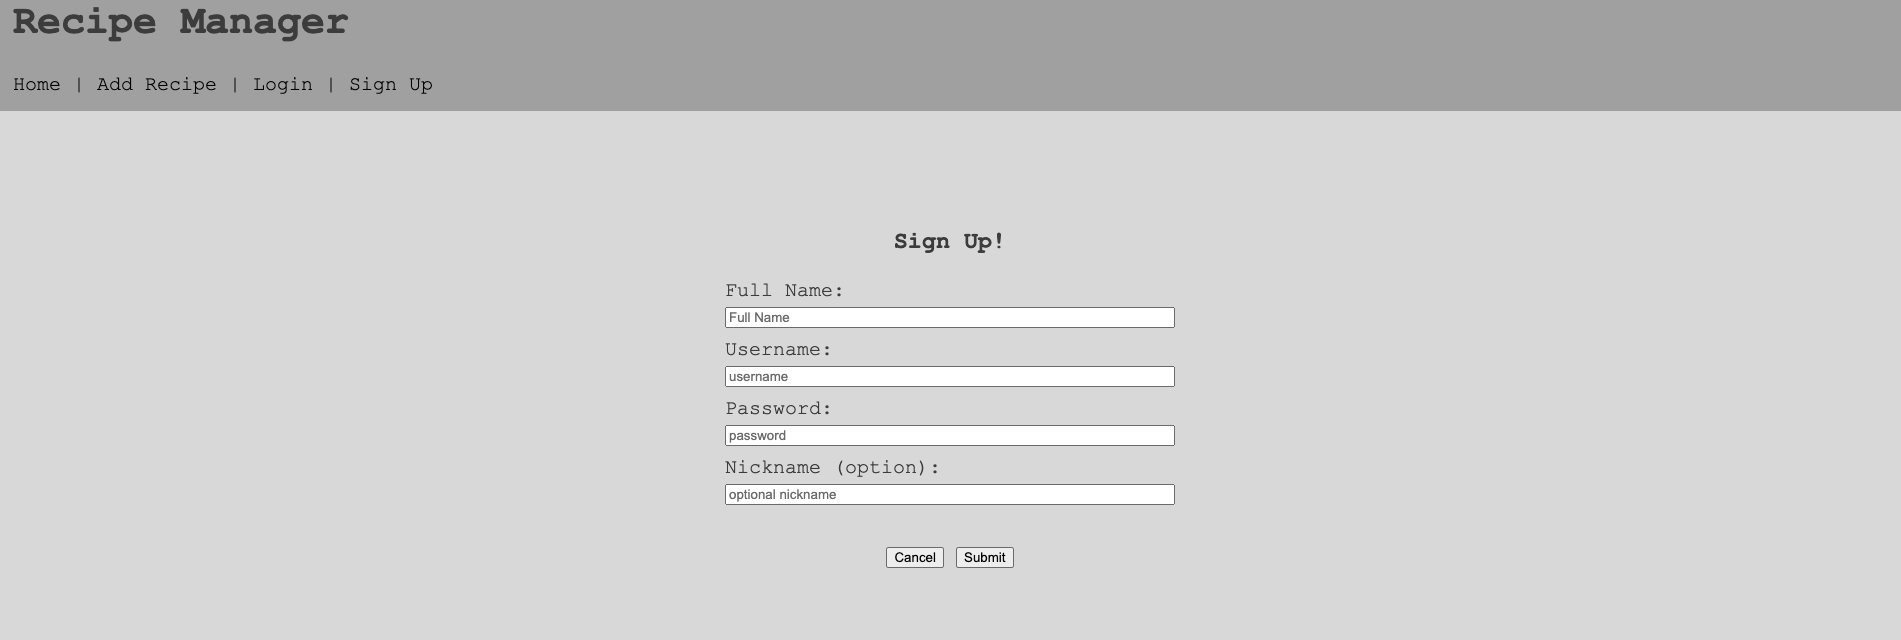 Recipe Manager
Home | Add Recipe | Login | Sign Up
Sign Up!
Full Name:
Full Name
Username:
username
Password:
password
Nickname (option):
optional nickname
Cancel Submit